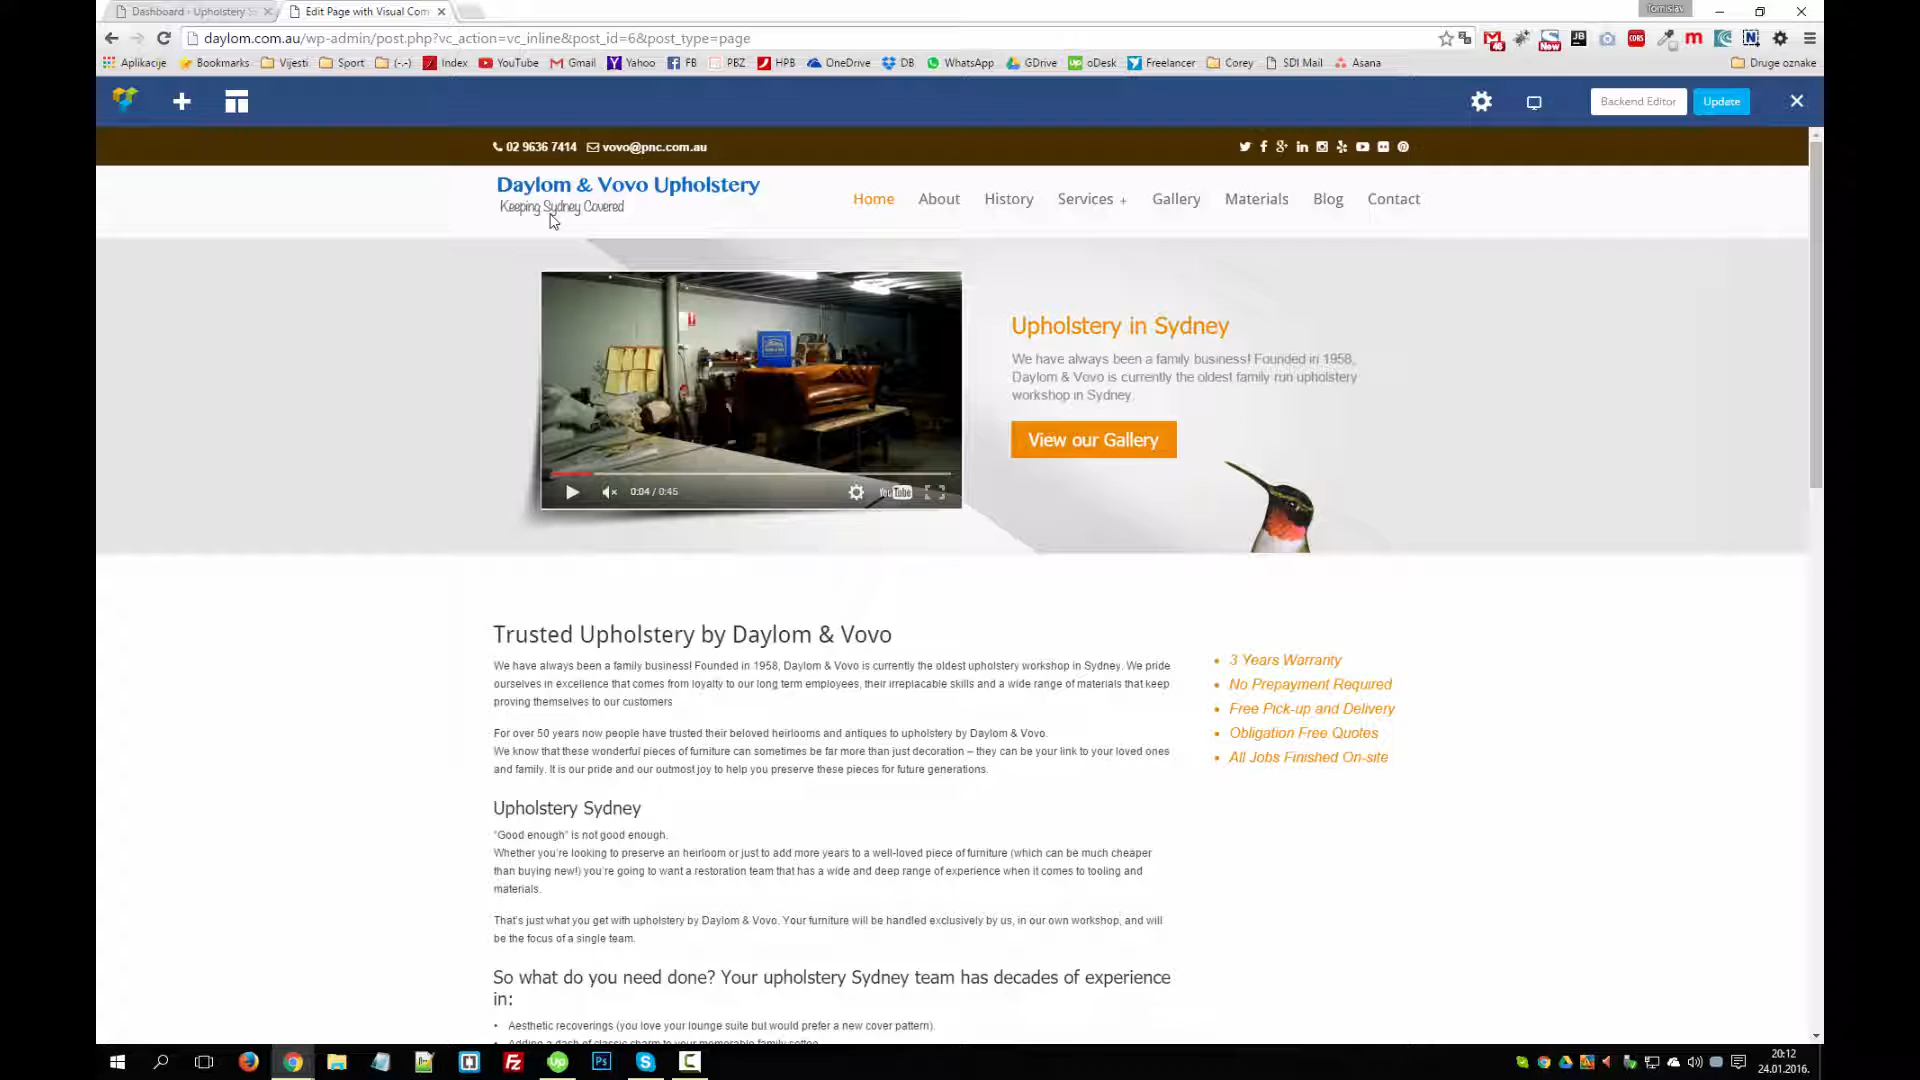 Dashboard ‹ Upholstery S
Edit Page with Visual Com
Tomislav
daylom.com.au/wp-admin/post.php?vc_action=vc_inline&post_id=6&post_type=page
Aplikacije Bookmarks Vijesti Sport (-.-) Index YouTube Gmail Yahoo FB PBZ HPB OneDrive DB WhatsApp GDrive oDesk Freelancer Corey SDI Mail Asana Druge oznake
Backend Editor Update
02 9636 7414 vovo@pnc.com.au
Daylom & Vovo Upholstery
Keeping Sydney Covered
Home About History Services + Gallery Materials Blog Contact
Upholstery in Sydney
We have always been a family business! Founded in 1958,
Daylom & Vovo is currently the oldest family run upholstery
workshop in Sydney.
View our Gallery
0:04 / 0:45
YouTube
Trusted Upholstery by Daylom & Vovo
We have always been a family business! Founded in 1958, Daylom & Vovo is currently the oldest upholstery workshop in Sydney. We pride
ourselves in excellence that comes from loyalty to our long term employees, their irreplacable skills and a wide range of materials that keep
proving themselves to our customers
For over 50 years now people have trusted their beloved heirlooms and antiques to upholstery by Daylom & Vovo.
We know that these wonderful pieces of furniture can sometimes be far more than just decoration – they can be your link to your loved ones
and family. It is our pride and our outmost joy to help you preserve these pieces for future generations.
• 3 Years Warranty
• No Prepayment Required
• Free Pick-up and Delivery
• Obligation Free Quotes
• All Jobs Finished On-site
Upholstery Sydney
“Good enough” is not good enough.
Whether you’re looking to preserve an heirloom or just to add more years to a well-loved piece of furniture (which can be much cheaper
than buying new!) you’re going to want a restoration team that has a wide and deep range of experience when it comes to tooling and
materials.
That’s just what you get with upholstery by Daylom & Vovo. Your furniture will be handled exclusively by us, in our own workshop, and will
be the focus of a single team.
So what do you need done? Your upholstery Sydney team has decades of experience
in:
• Aesthetic recoverings (you love your lounge suite but would prefer a new cover pattern).
• Adding a dash of classic charm to your memorable family settee
20:12
24.01.2016.